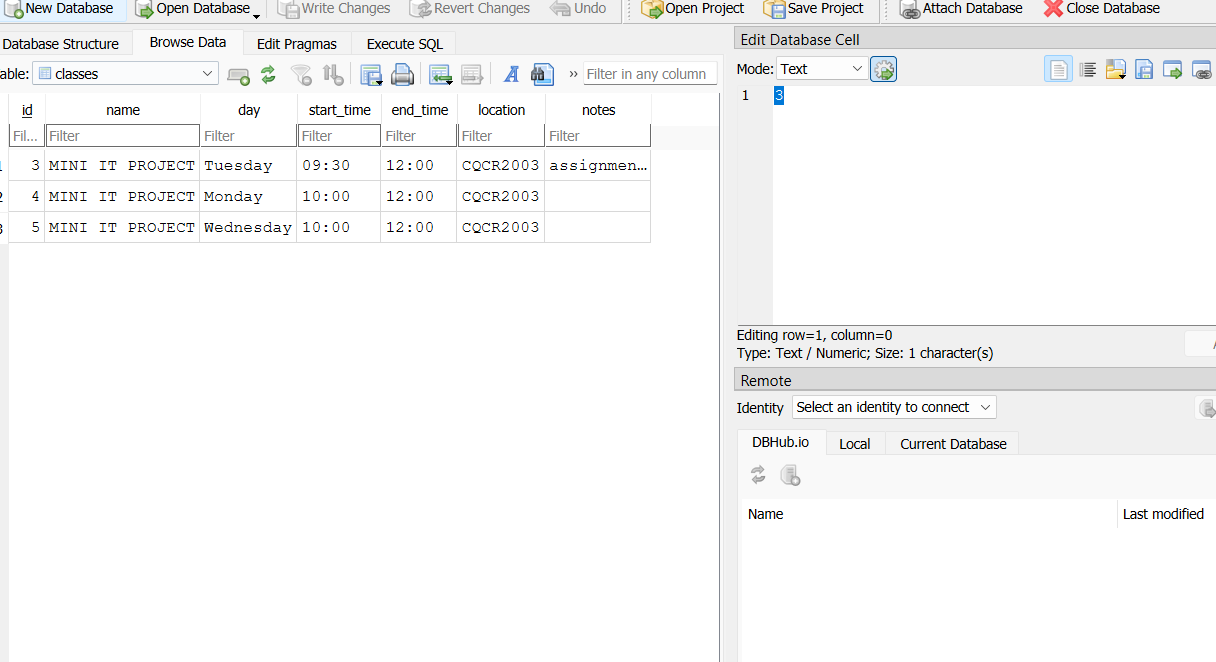 New Database Open Database Write Changes Revert Changes Undo Open Project Save Project Attach Database Close Database
Database Structure Browse Data Edit Pragmas Execute SQL
able: classes » Filter in any column
id name day start_time end_time location notes
Fil... Filter Filter Filter Filter Filter Filter
1 3 MINI IT PROJECT Tuesday 09:30 12:00 CQCR2003 assignmen...
2 4 MINI IT PROJECT Monday 10:00 12:00 CQCR2003
3 5 MINI IT PROJECT Wednesday 10:00 12:00 CQCR2003
Edit Database Cell
Mode: Text
1 3
Editing row=1, column=0
Type: Text / Numeric; Size: 1 character(s)
Remote
Identity Select an identity to connect
DBHub.io Local Current Database
Name Last modified